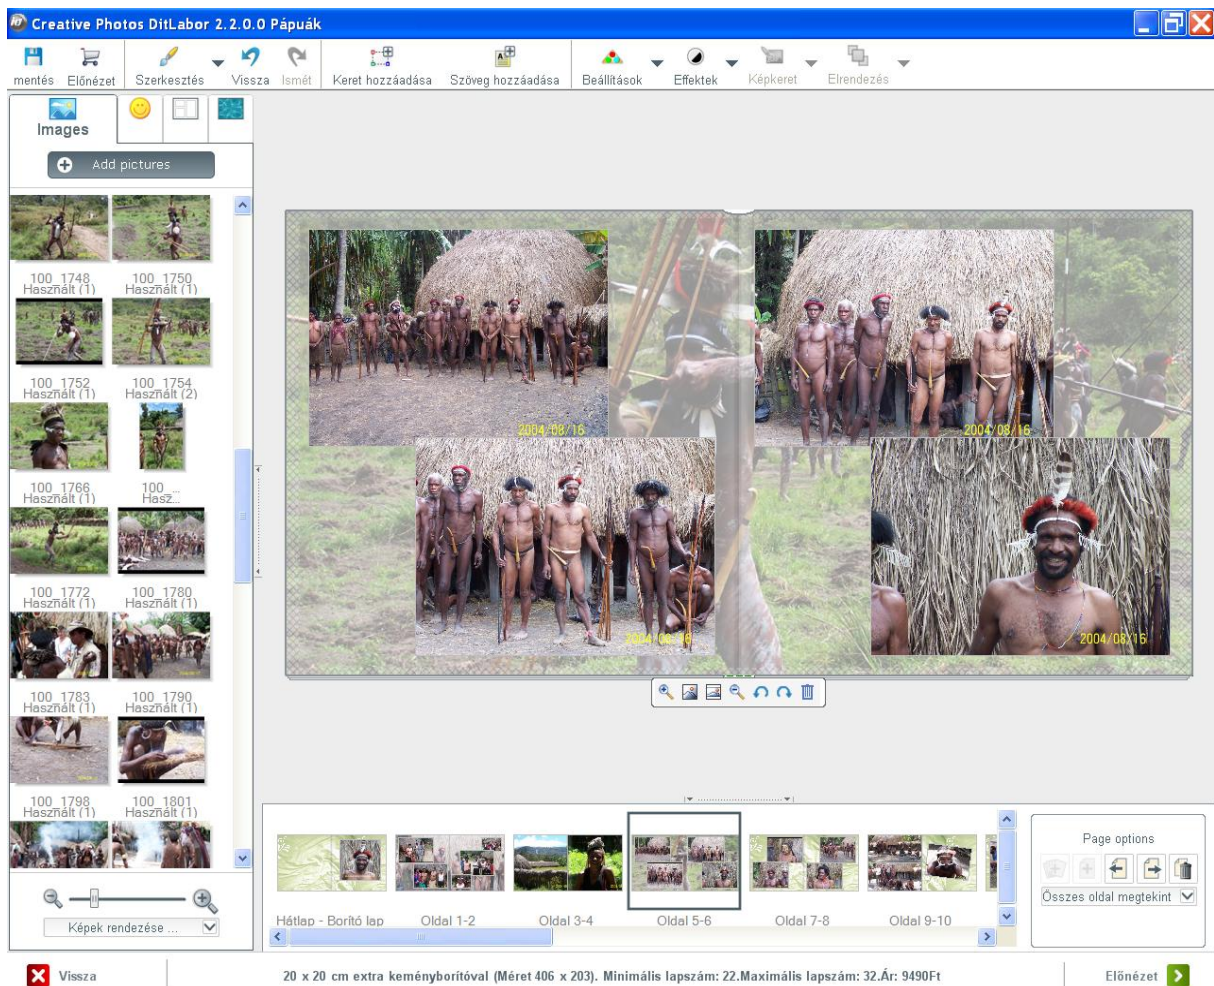 Creative Photos DitLabor 2.2.0.0 Pápuák
mentés Előnézet Szerkesztés Vissza Ismét Keret hozzáadása Szöveg hozzáadása Beállítások Effektek Képkeret Elrendezés
Images
Add pictures
100_1748 100_1750
Használt (1) Használt (1)
100_1752 100_1754
Használt (1) Használt (2)
100_1766 100_...
Használt (1) Hasz...
100_1772 100_1780
Használt (1) Használt (1)
100_1783 100_1790
Használt (1) Használt (1)
100_1798 100_1801
Használt (1) Használt (1)
Képek rendezése ...
2004/08/16
2004/08/16
2004/08/16
2004/08/16
Hátlap - Borító lap Oldal 1-2 Oldal 3-4 Oldal 5-6 Oldal 7-8 Oldal 9-10
Page options
Összes oldal megtekint
Vissza
20 x 20 cm extra keményborítóval (Méret 406 x 203). Minimális lapszám: 22.Maximális lapszám: 32.Ár: 9490Ft
Előnézet